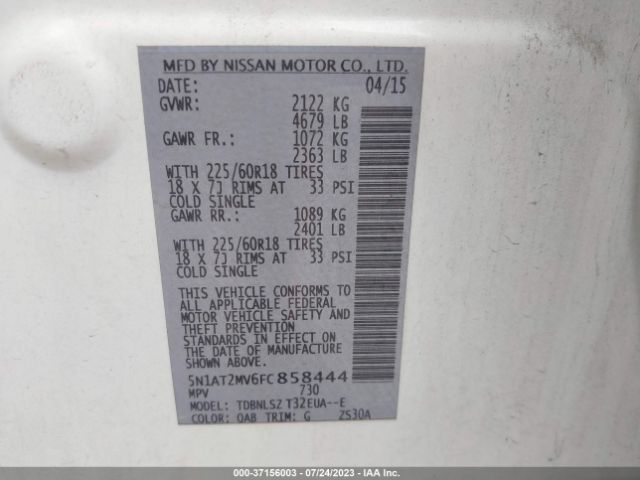 MFD BY NISSAN MOTOR CO., LTD.
DATE: 04/15
GVWR: 2122 KG
4679 LB
GAWR FR.: 1072 KG
2363 LB
WITH 225/60R18 TIRES
18 X 7J RIMS AT 33 PSI
COLD SINGLE
GAWR RR.: 1089 KG
2401 LB
WITH 225/60R18 TIRES
18 X 7J RIMS AT 33 PSI
COLD SINGLE
THIS VEHICLE CONFORMS TO
ALL APPLICABLE FEDERAL
MOTOR VEHICLE SAFETY AND
THEFT PREVENTION
STANDARDS IN EFFECT ON
THE DATE OF MANUFACTURE
SHOWN ABOVE.
5N1AT2MV6FC858444
MPV 730
MODEL: TDBNLS2 T32EUA--E
COLOR: QAB TRIM: G 2S30A
000-37156003 - 07/24/2023 - IAA Inc.